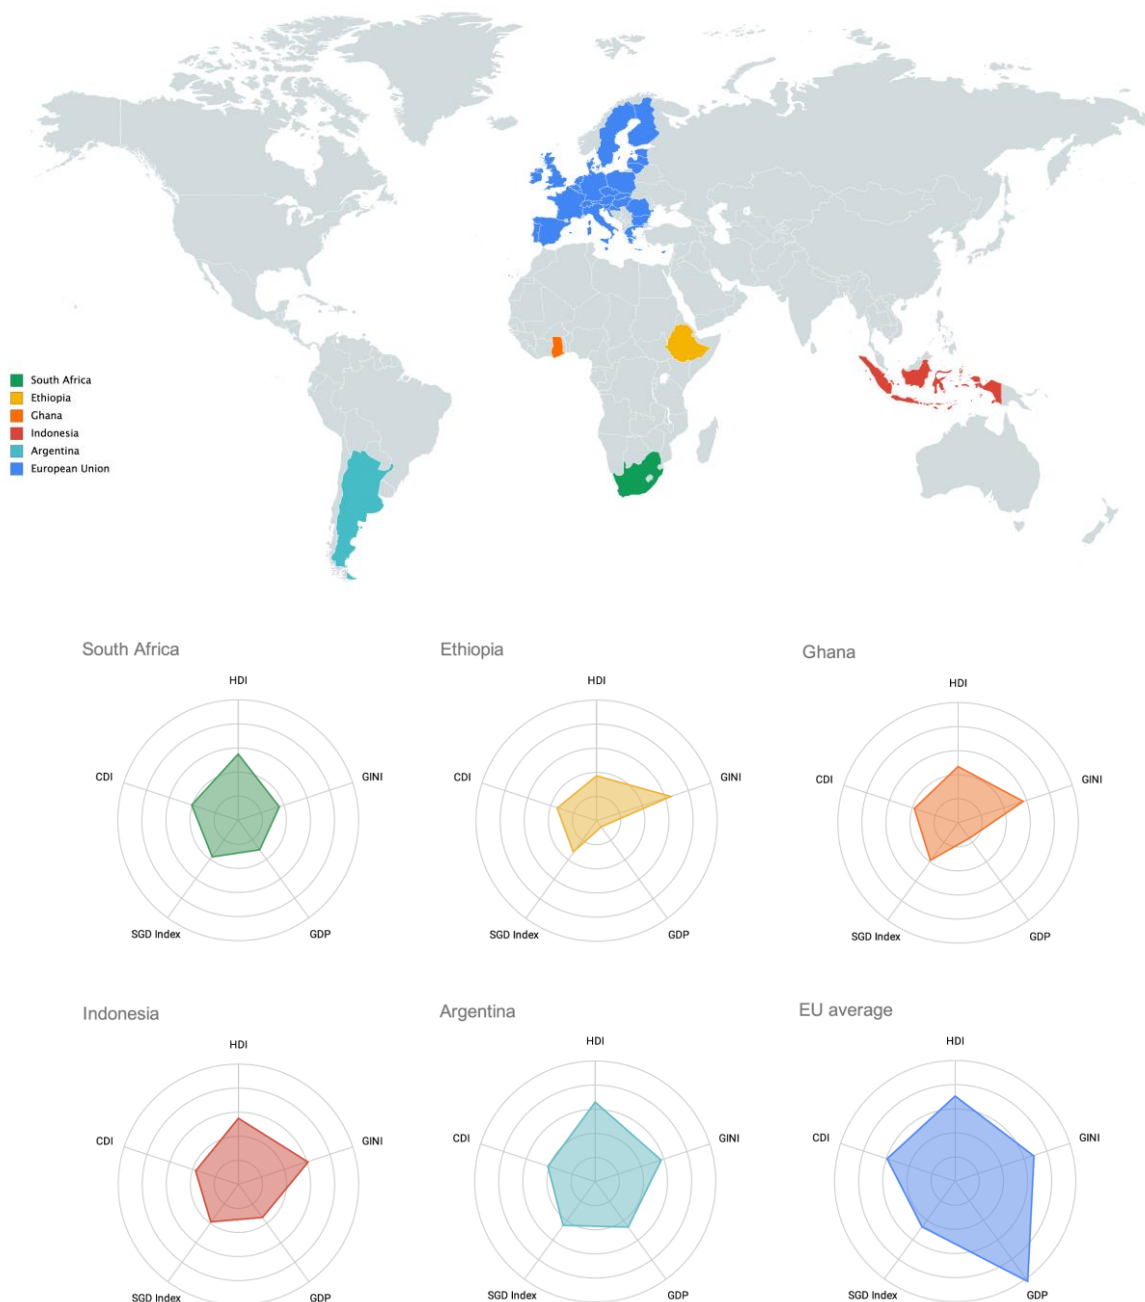 South Africa
Ethiopia
Ghana
Indonesia
Argentina
European Union
South Africa
Ethiopia
Ghana
HDI
HDI
HDI
CDI
GINI
CDI
GINI
CDI
GINI
SGD Index
GDP
SGD Index
GDP
SGD Index
GDP
Indonesia
Argentina
EU average
HDI
HDI
HDI
CDI
GINI
CDI
GINI
CDI
GINI
SGD Index
GDP
SGD Index
GDP
SGD Index
GDP